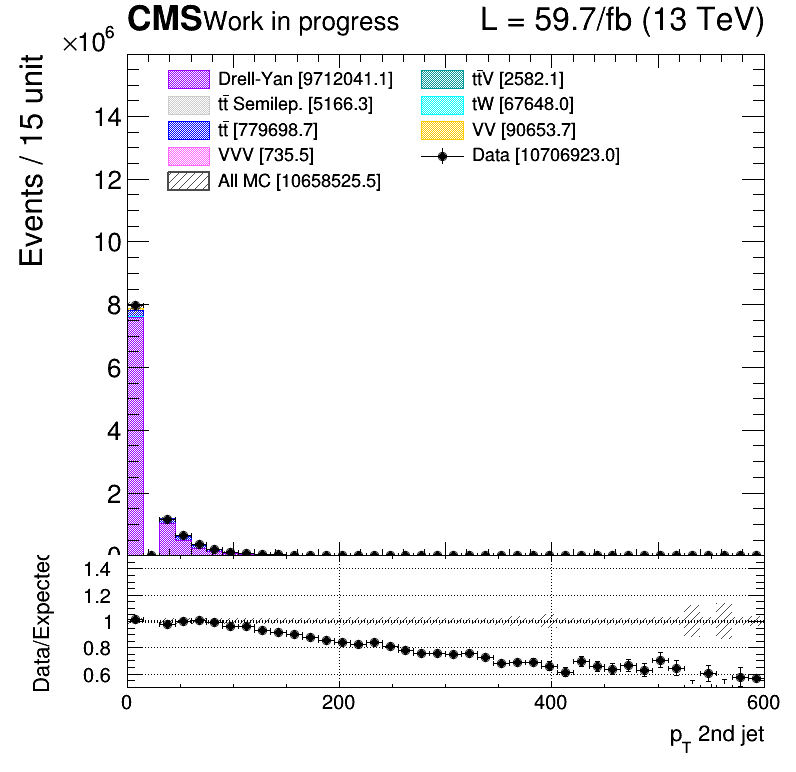 CMS Work in progress L = 59.7/fb (13 TeV)
×10⁶
Events / 15 unit
Drell-Yan [9712041.1]
tt̄ Semilep. [5166.3]
tt̄ [779698.7]
VVV [735.5]
All MC [10658525.5]
tt̄V [2582.1]
tW [67648.0]
VV [90653.7]
Data [10706923.0]
14
12
10
8
6
4
2
0
Data/Expected
1.4
1.2
1
0.8
0.6
0 200 400 600
p_T 2nd jet